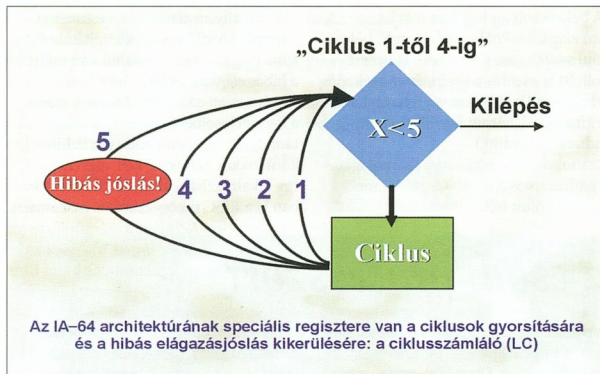 „Ciklus 1-től 4-ig”
X<5
Kilépés
5
Hibás jóslás!
4 3 2 1
Ciklus
Az IA–64 architektúrának speciális regisztere van a ciklusok gyorsítására
és a hibás elágazásjóslás kikerülésére: a ciklusszámláló (LC)